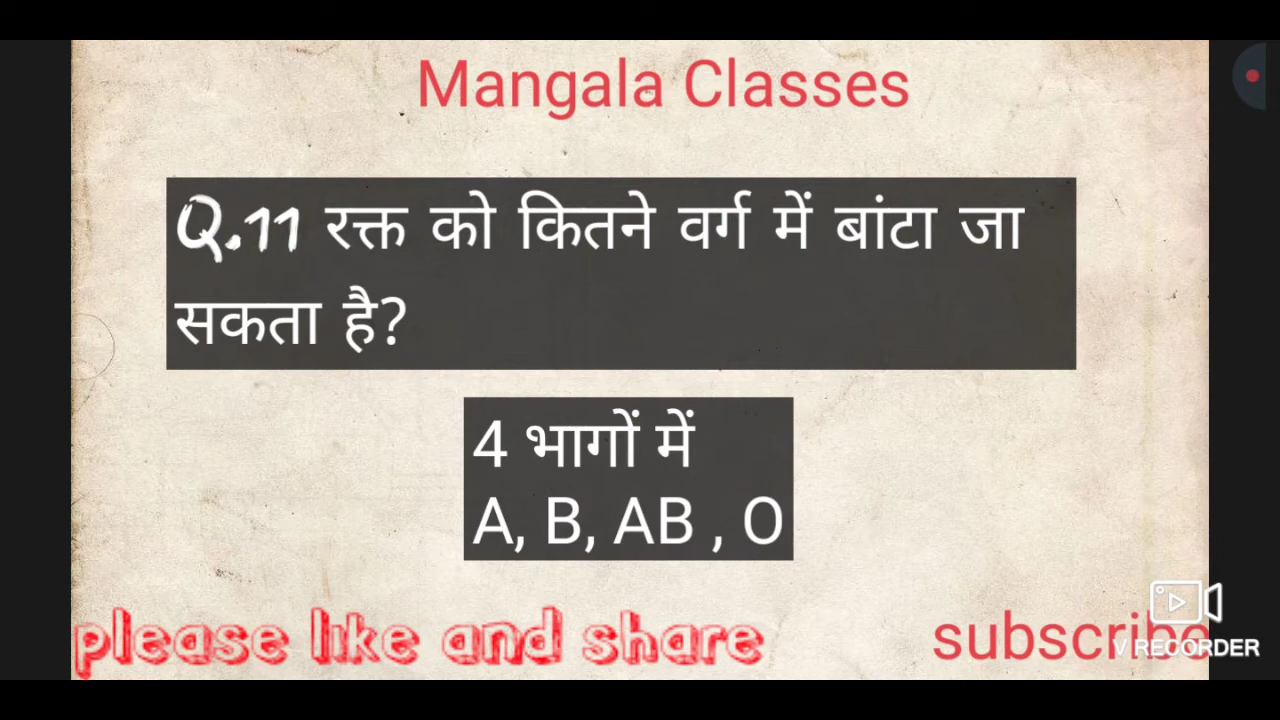 Mangala Classes
Q.11 रक्त को कितने वर्ग में बांटा जा
सकता है?
4 भागों में
A, B, AB , O
please like and share
subscribe
V RECORDER